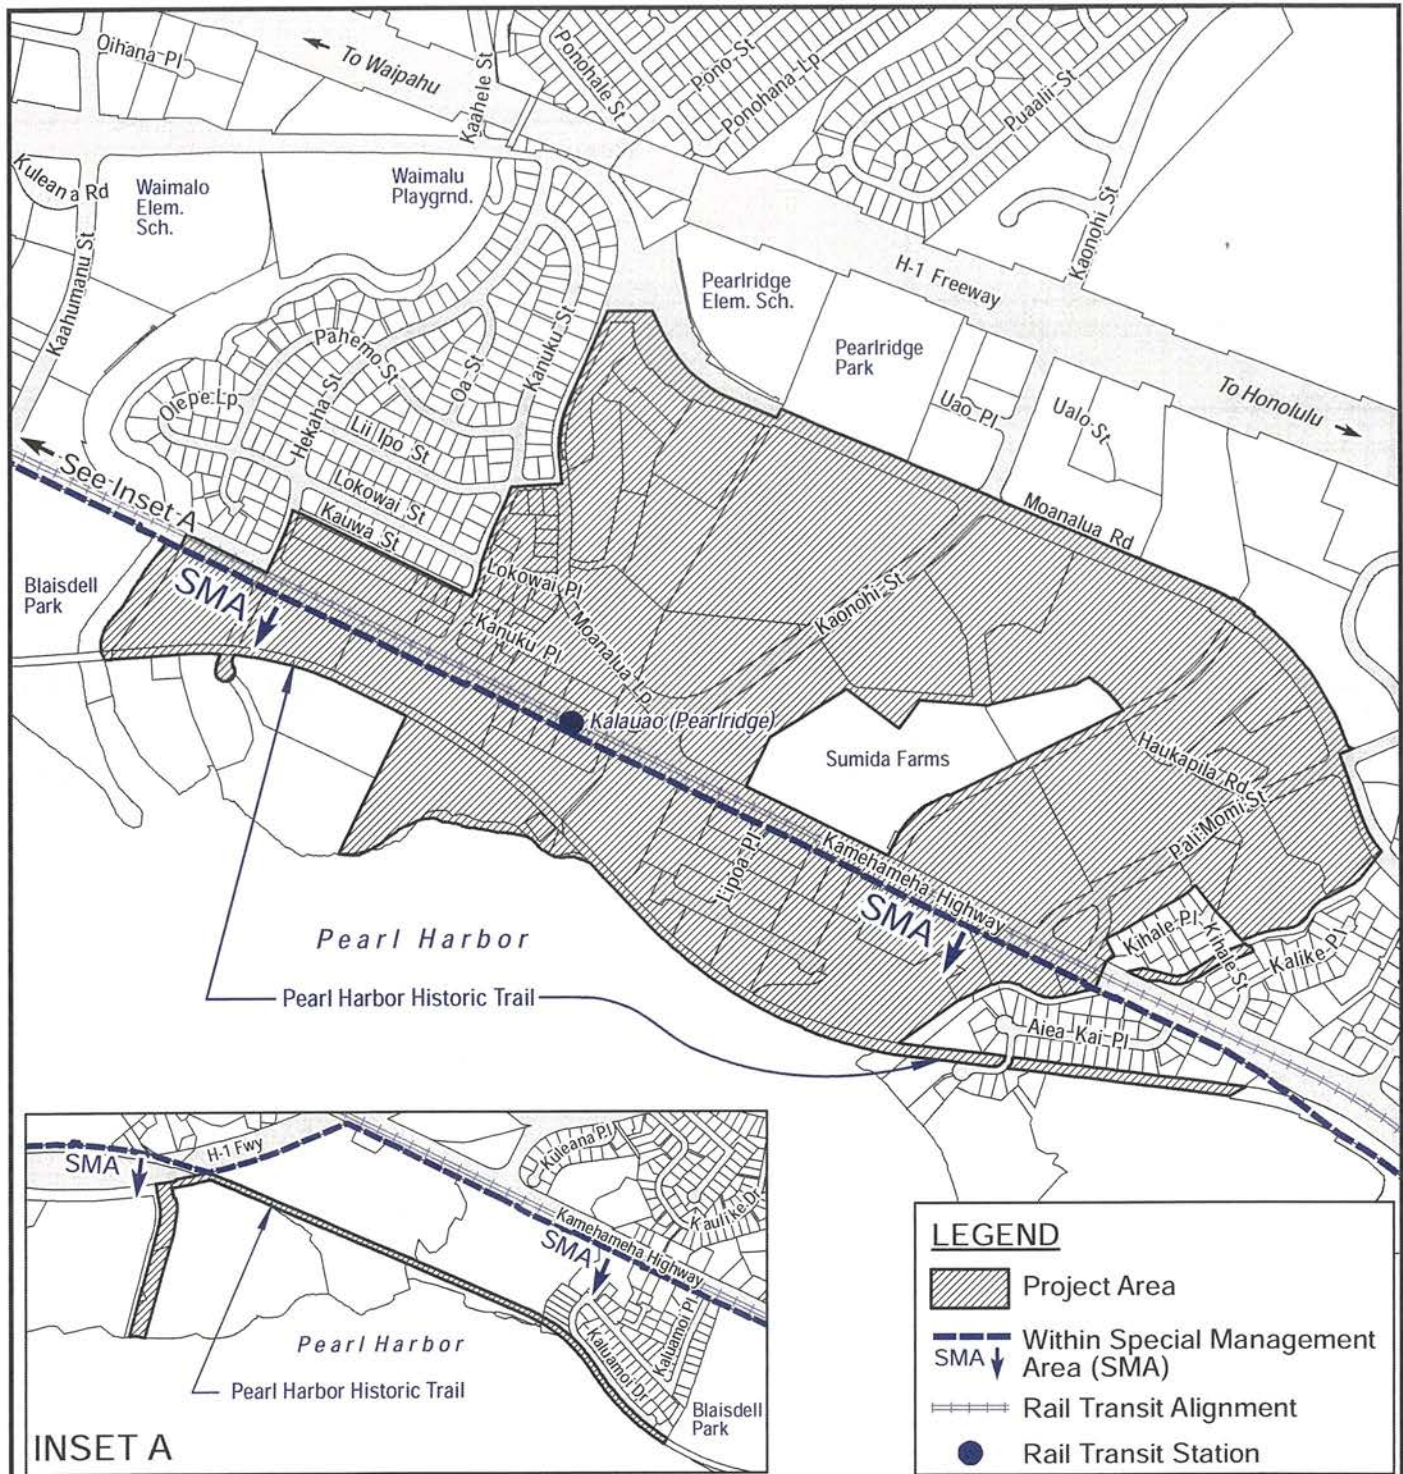 Oihana Pl
To Waipahu
Kaahele St
Ponohale St
Pono St
Ponohana Lp
Puaalii St
Kulean a Rd
Waimalo
Elem.
Sch.
Waimalu
Playgrnd.
Kaahumanu St
Kaonohi St
H-1 Freeway
Pearlridge
Elem. Sch.
Pearlridge
Park
To Honolulu
Pahemo St
Oa St
Kanuku St
Olepe Lp
Hekaha St
Lii Ipo St
Uao Pl
Ualo St
See Inset A
Lokowai St
Kauwa St
Moanalua Rd
Blaisdell
Park
SMA
Lokowai Pl
Kaonohi St
Kanuku Pl
Moanalua Lp
Kalauao (Pearlridge)
Sumida Farms
Haukapila Rd
Pali Momi St
Lipoa Pl
Kamehameha Highway
SMA
Kihale Pl
Kihale St
Kalike Pl
Pearl Harbor
Pearl Harbor Historic Trail
Aiea Kai Pl
H-1 Fwy
SMA
Kuleana Pl
Kaulike Dr
Kamehameha Highway
SMA
Pearl Harbor
Kaluamoi Pl
Kaluamoi Dr
Pearl Harbor Historic Trail
Blaisdell
Park
INSET A
LEGEND
Project Area
Within Special Management
SMA
Area (SMA)
Rail Transit Alignment
Rail Transit Station